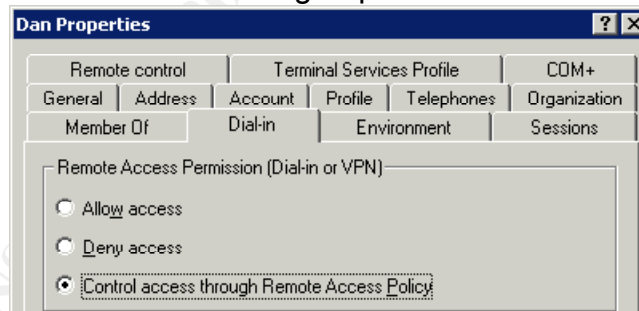 Dan Properties
Remote control Terminal Services Profile COM+
General Address Account Profile Telephones Organization
Member Of Dial-in Environment Sessions
Remote Access Permission (Dial-in or VPN)
Allow access
Deny access
Control access through Remote Access Policy